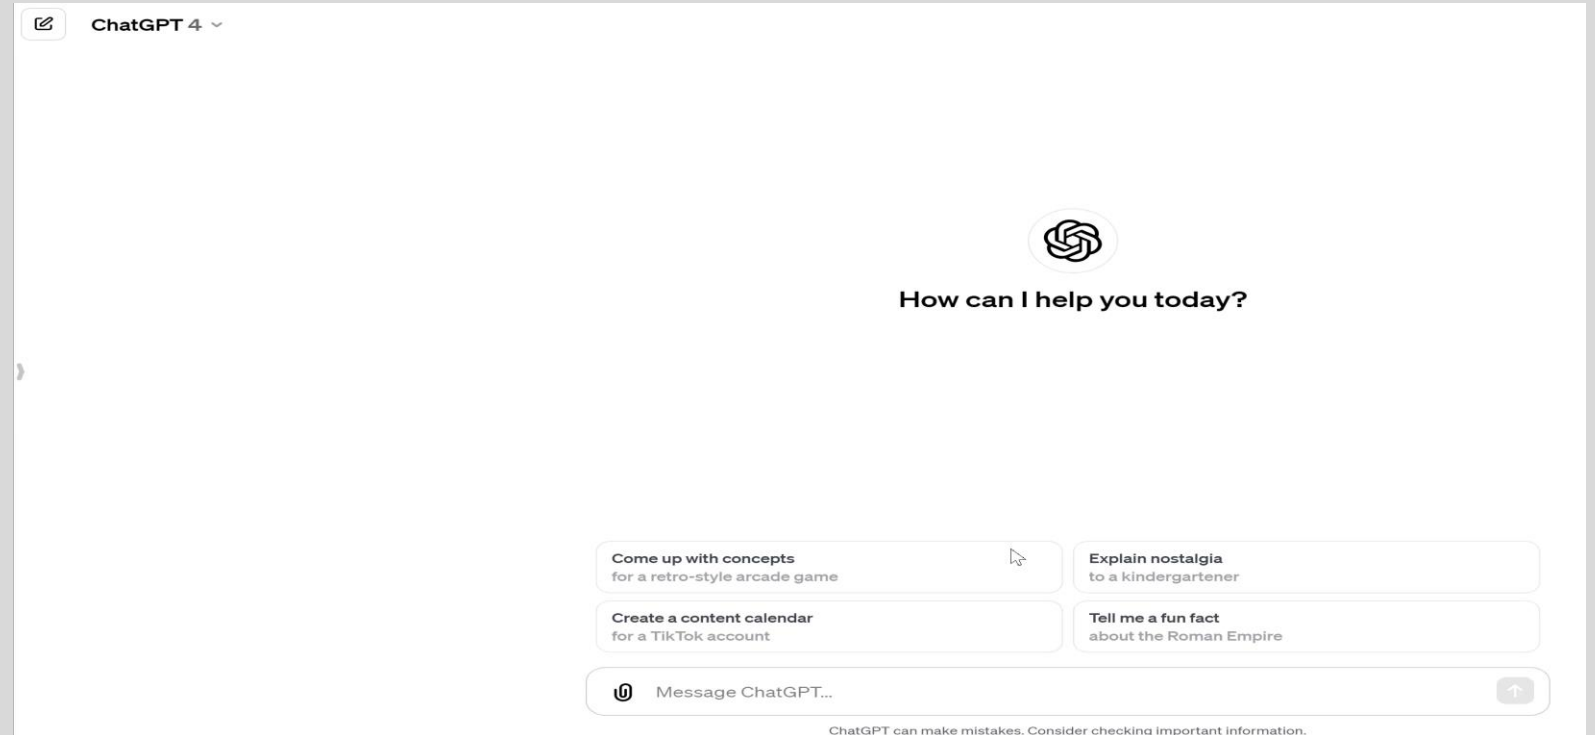 ChatGPT 4
How can I help you today?
Come up with concepts
for a retro-style arcade game
Explain nostalgia
to a kindergartener
Create a content calendar
for a TikTok account
Tell me a fun fact
about the Roman Empire
Message ChatGPT...
ChatGPT can make mistakes. Consider checking important information.